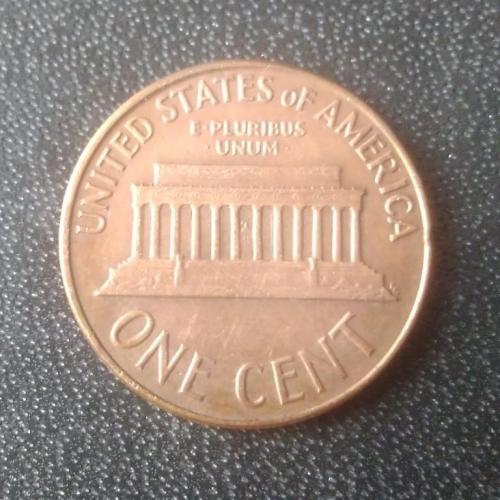 UNITED STATES oF AMERICA
E·PLURIBUS
·UNUM·
ONE CENT